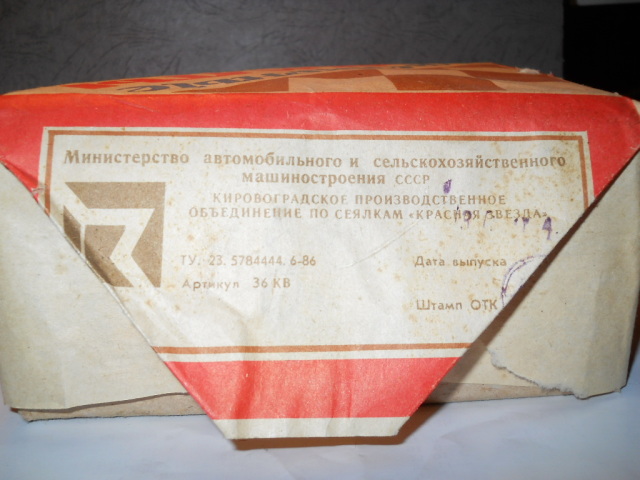 Министерство автомобильного и сельскохозяйственного
машиностроения СССР
КИРОВОГРАДСКОЕ ПРОИЗВОДСТВЕННОЕ
ОБЪЕДИНЕНИЕ ПО СЕЯЛКАМ «КРАСНАЯ ЗВЕЗДА»
ТУ. 23. 5784444. 6-86
Дата выпуска
Артикул 36 КВ
Штамп ОТК